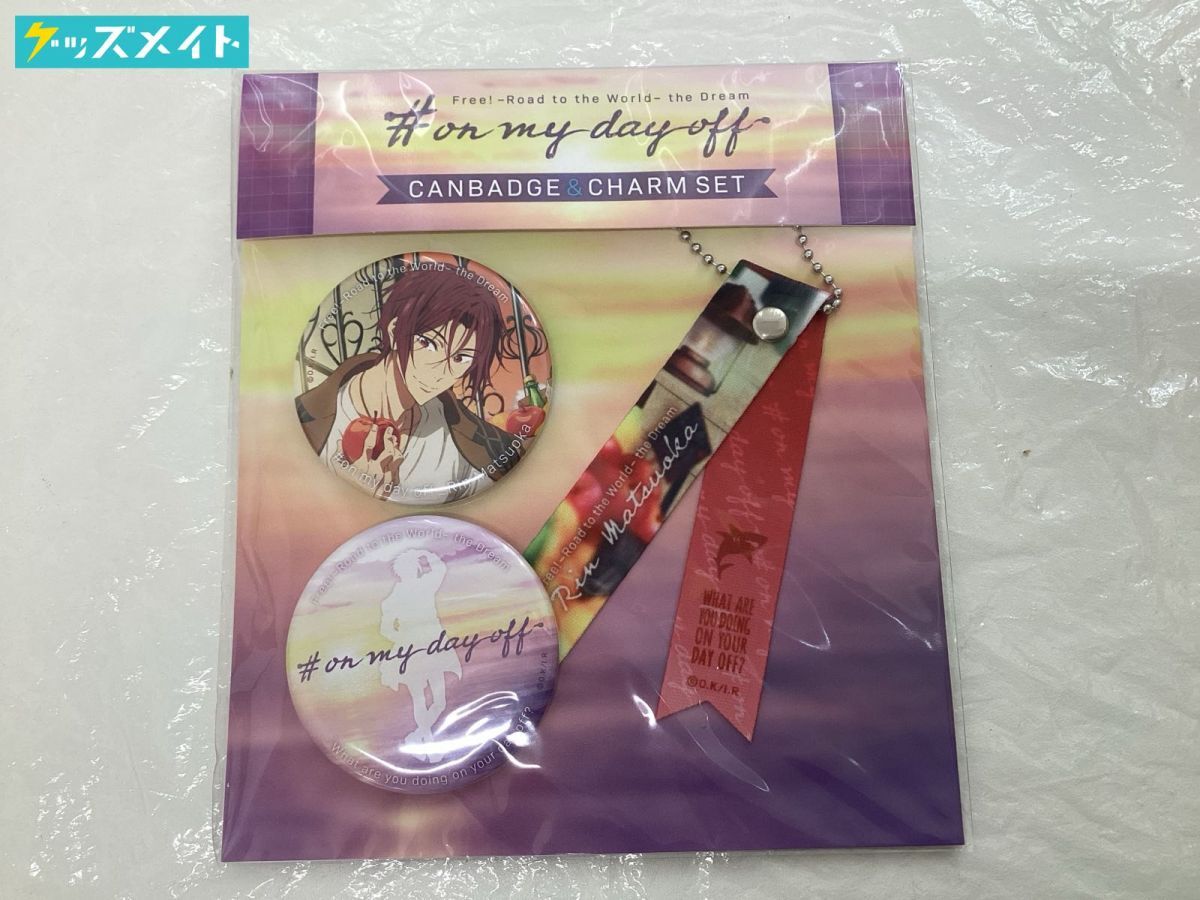 グッズメイト
Free! -Road to the World- the Dream
#on my day off
CANBADGE & CHARM SET
Free! -Road to the World- the Dream
©O.K/I.R
#on my day off Rin Matsuoka
Free! -Road to the World- the Dream
Rin Matsuoka
WHAT ARE
YOU DOING
ON YOUR
DAY OFF?
©O.K/I.R
Free! -Road to the World- the Dream
#on my day off
©O.K/I.R
What are you doing on your day off?